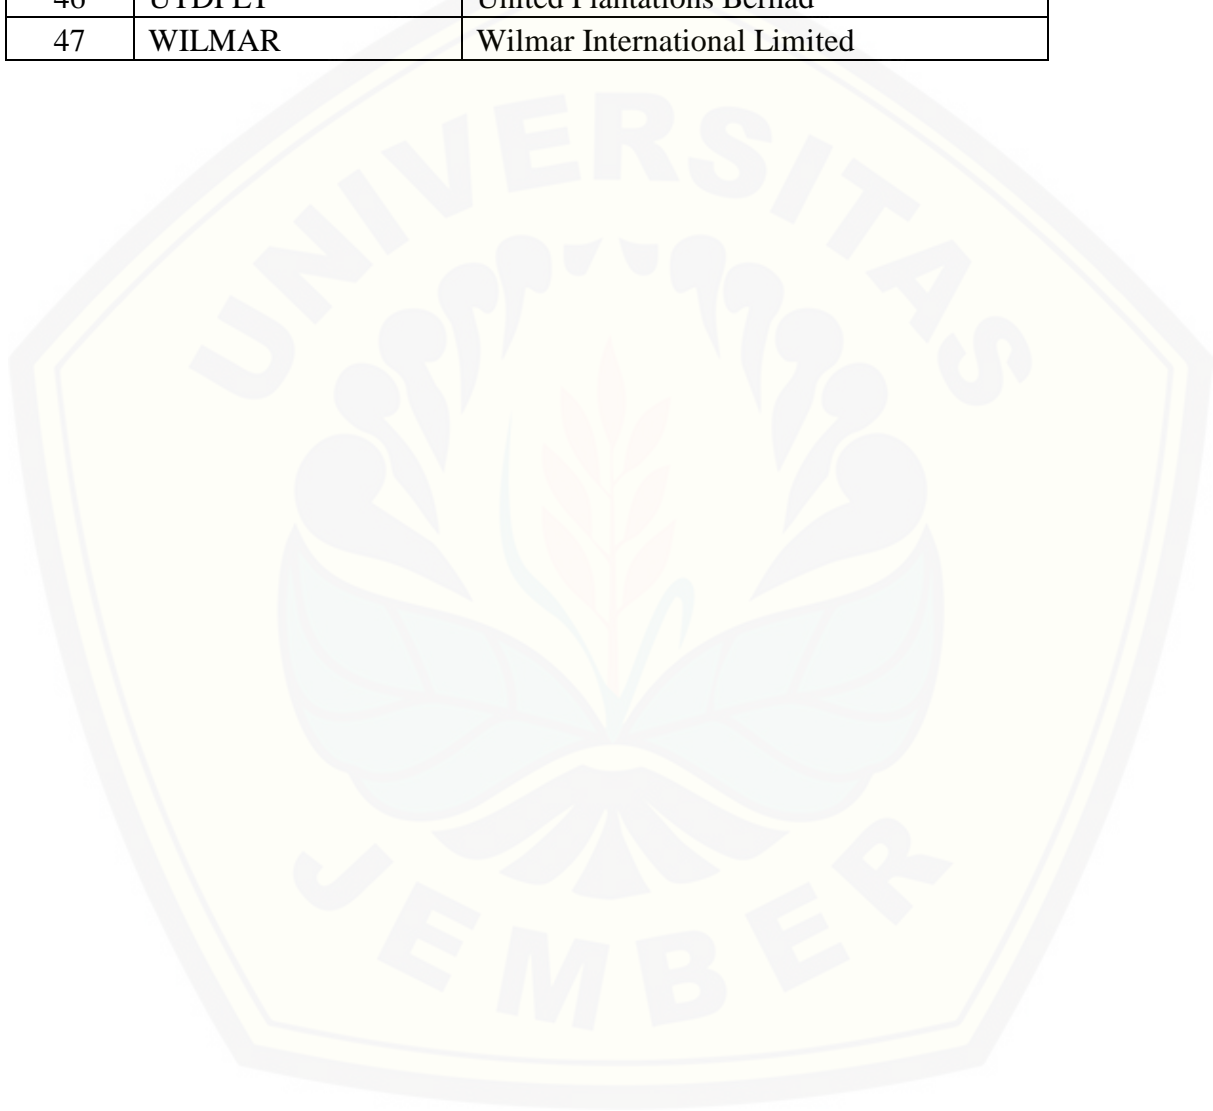 46 UTDPLT United Plantations Berhad
47 WILMAR Wilmar International Limited
UNIVERSITAS
JEMBER